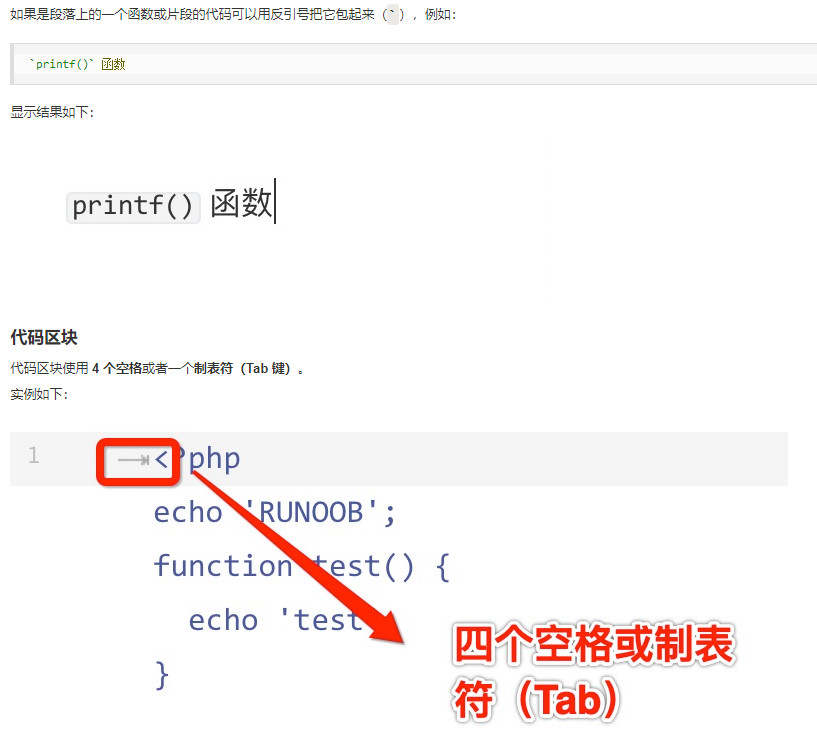 如果是段落上的一个函数或片段的代码可以用反引号把它包起来（`），例如：
`printf()` 函数
显示结果如下：
printf() 函数
代码区块
代码区块使用 4 个空格或者一个制表符（Tab 键）。
实例如下：
1 <?php
echo 'RUNOOB';
function test() {
echo 'test
}
四个空格或制表
符（Tab）